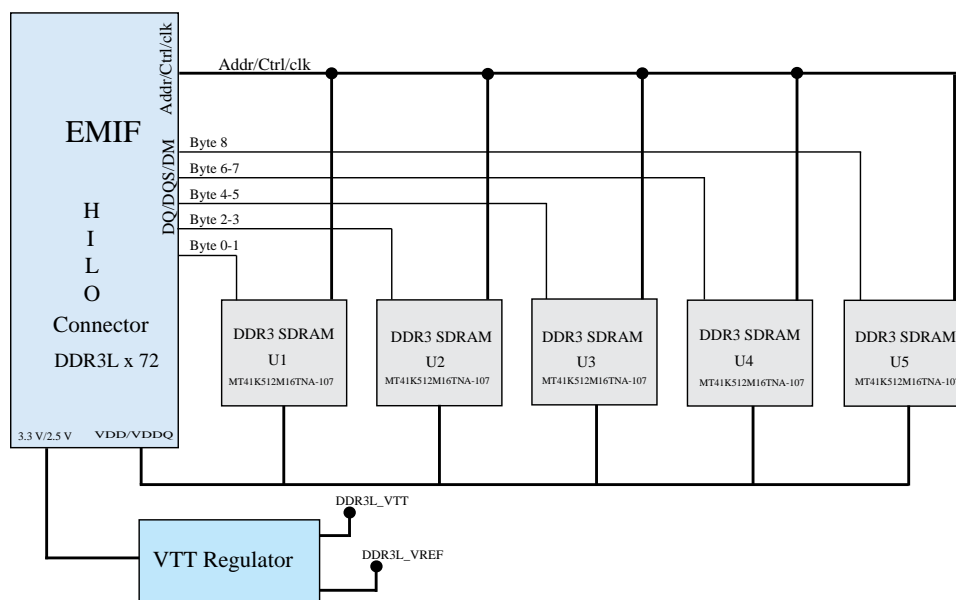 Addr/Ctrl/clk
Addr/Ctrl/clk
EMIF
DQ/DQS/DM
Byte 8
Byte 6-7
Byte 4-5
Byte 2-3
Byte 0-1
H
I
L
O
Connector
DDR3L x 72
3.3 V/2.5 V
VDD/VDDQ
DDR3 SDRAM
U1
MT41K512M16TNA-107
DDR3 SDRAM
U2
MT41K512M16TNA-107
DDR3 SDRAM
U3
MT41K512M16TNA-107
DDR3 SDRAM
U4
MT41K512M16TNA-107
DDR3 SDRAM
U5
MT41K512M16TNA-107
DDR3L_VTT
VTT Regulator
DDR3L_VREF